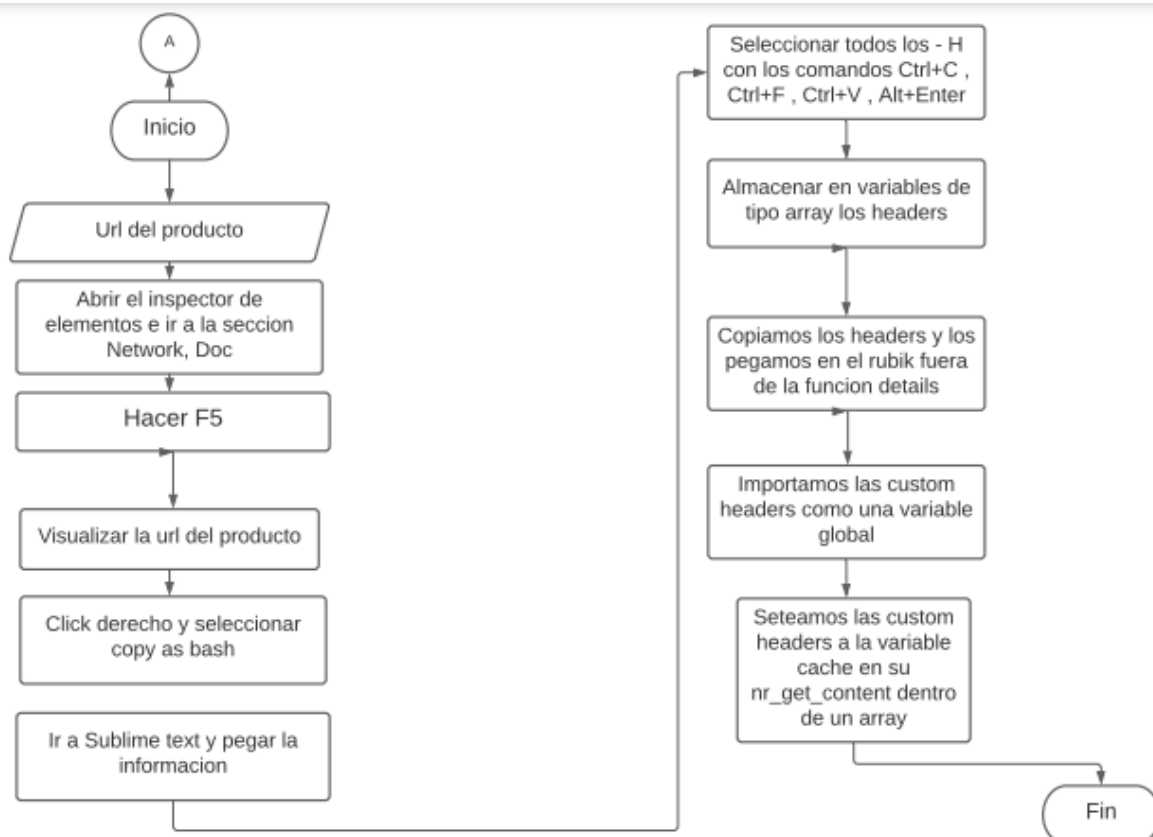 A
Inicio
Url del producto
Abrir el inspector de
elementos e ir a la seccion
Network, Doc
Hacer F5
Visualizar la url del producto
Click derecho y seleccionar
copy as bash
Ir a Sublime text y pegar la
informacion
Seleccionar todos los - H
con los comandos Ctrl+C ,
Ctrl+F , Ctrl+V , Alt+Enter
Almacenar en variables de
tipo array los headers
Copiamos los headers y los
pegamos en el rubik fuera
de la funcion details
Importamos las custom
headers como una variable
global
Seteamos las custom
headers a la variable
cache en su
nr_get_content dentro
de un array
Fin